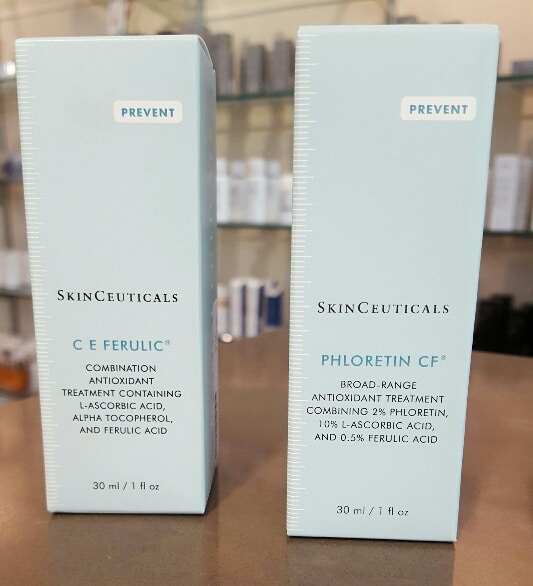 PREVENT
SKINCEUTICALS
C E FERULIC®
COMBINATION
ANTIOXIDANT
TREATMENT CONTAINING
L-ASCORBIC ACID,
ALPHA TOCOPHEROL,
AND FERULIC ACID
30 ml / 1 fl oz
PREVENT
SKINCEUTICALS
PHLORETIN CF®
BROAD-RANGE
ANTIOXIDANT TREATMENT
COMBINING 2% PHLORETIN,
10% L-ASCORBIC ACID,
AND 0.5% FERULIC ACID
30 ml / 1 fl oz